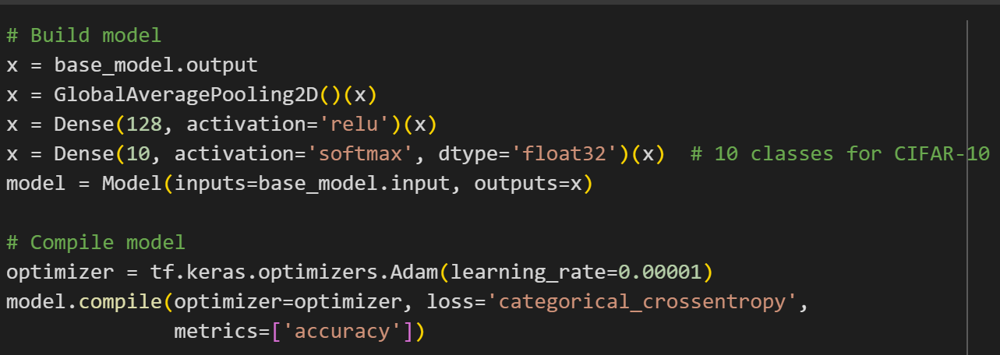 # Build model
x = base_model.output
x = GlobalAveragePooling2D()(x)
x = Dense(128, activation='relu')(x)
x = Dense(10, activation='softmax', dtype='float32')(x)  # 10 classes for CIFAR-10
model = Model(inputs=base_model.input, outputs=x)

# Compile model
optimizer = tf.keras.optimizers.Adam(learning_rate=0.00001)
model.compile(optimizer=optimizer, loss='categorical_crossentropy',
              metrics=['accuracy'])